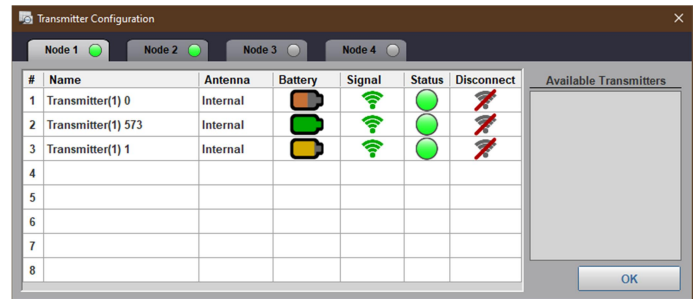 Transmitter Configuration
Node 1 Node 2 Node 3 Node 4
# Name Antenna Battery Signal Status Disconnect Available Transmitters
1 Transmitter(1) 0 Internal
2 Transmitter(1) 573 Internal
3 Transmitter(1) 1 Internal
4
5
6
7
8
OK